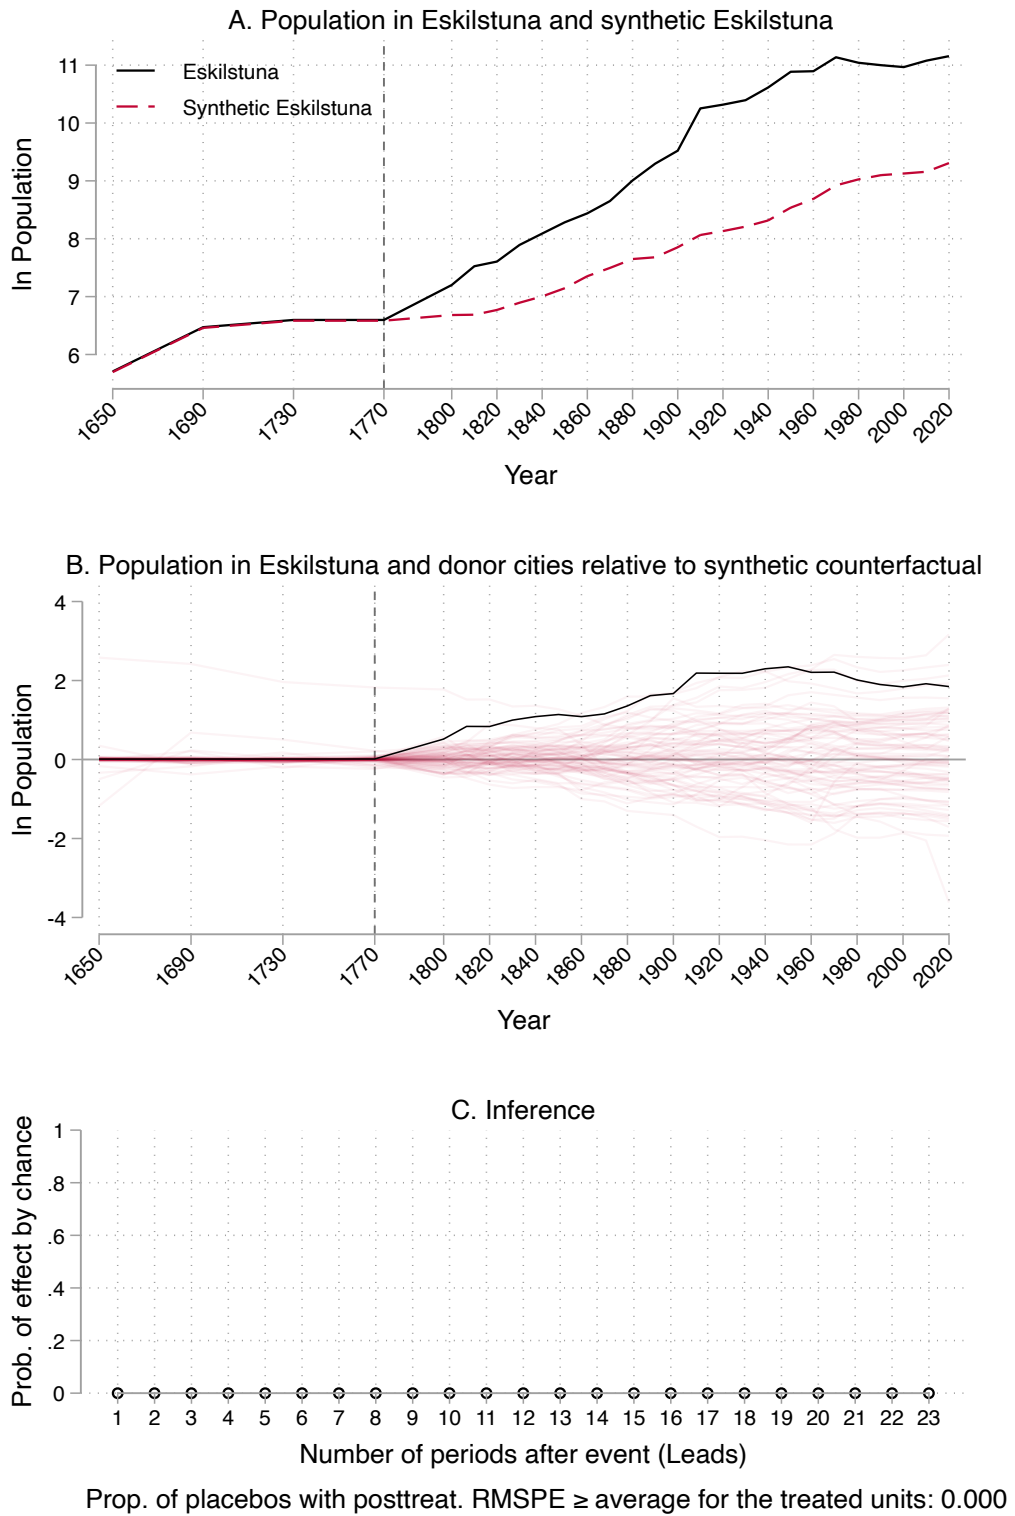 A. Population in Eskilstuna and synthetic Eskilstuna
Eskilstuna
Synthetic Eskilstuna
ln Population
11
10
9
8
7
6
1650 1690 1730 1770 1800 1820 1840 1860 1880 1900 1920 1940 1960 1980 2000 2020
Year
B. Population in Eskilstuna and donor cities relative to synthetic counterfactual
ln Population
4
2
0
-2
-4
1650 1690 1730 1770 1800 1820 1840 1860 1880 1900 1920 1940 1960 1980 2000 2020
Year
C. Inference
Prob. of effect by chance
1
.8
.6
.4
.2
0
1 2 3 4 5 6 7 8 9 10 11 12 13 14 15 16 17 18 19 20 21 22 23
Number of periods after event (Leads)
Prop. of placebos with posttreat. RMSPE ≥ average for the treated units: 0.000